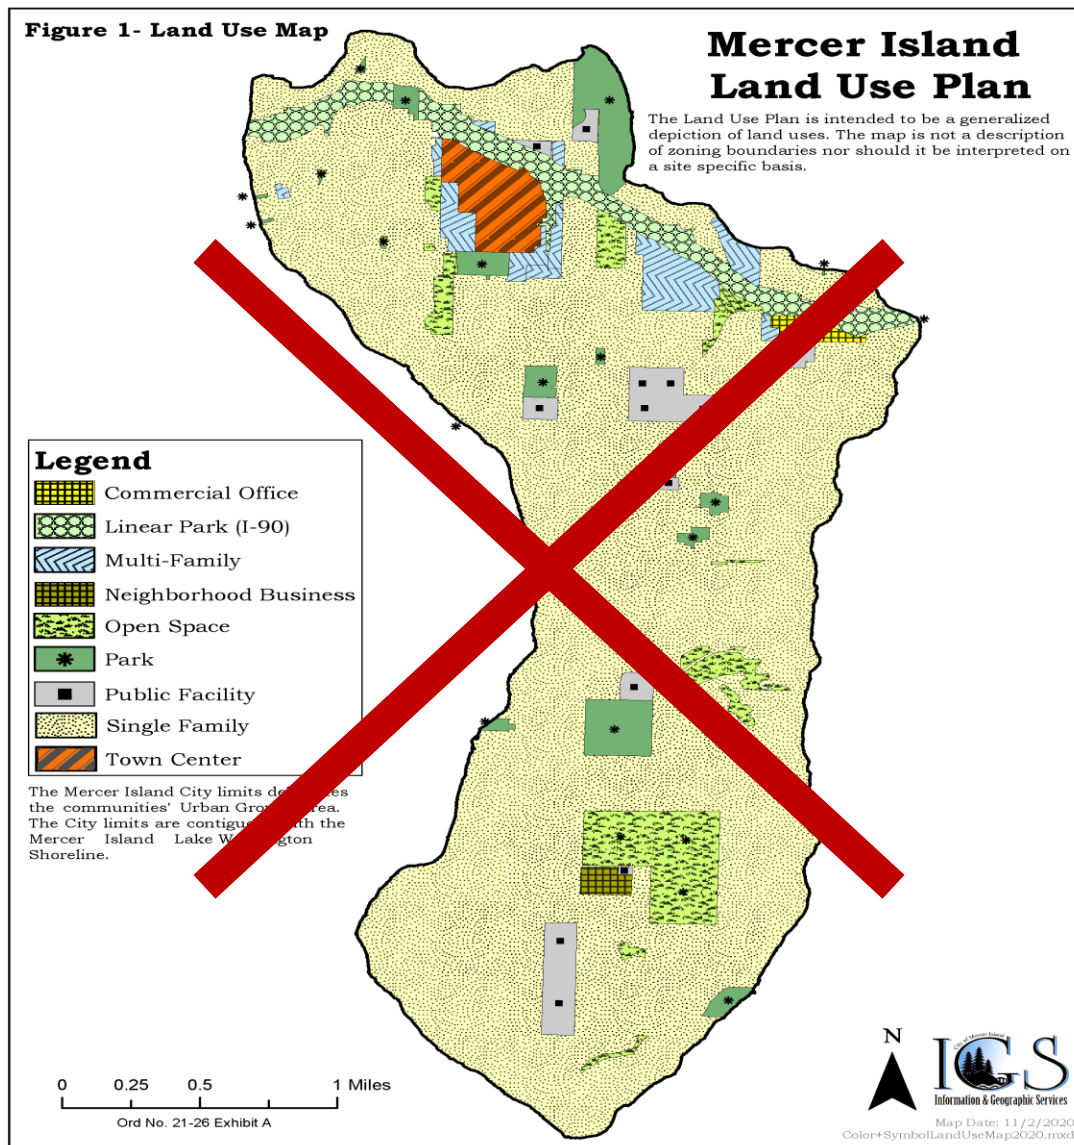 Figure 1- Land Use Map
Mercer Island
Land Use Plan
The Land Use Plan is intended to be a generalized
depiction of land uses. The map is not a description
of zoning boundaries nor should it be interpreted on
a site specific basis.
Legend
Commercial Office
Linear Park (I-90)
Multi-Family
Neighborhood Business
Open Space
Park
Public Facility
Single Family
Town Center
The Mercer Island City limits
the communities' Urban
The City limits are the
Mercer Island Lake
Shoreline.
0 0.25 0.5 1 Miles
Ord No. 21-26 Exhibit A
N
City of Mercer Island
IGS
Information & Geographic Services
Map Date: 11/2/2020
Color+SymbolLandUseMap2020.mxd